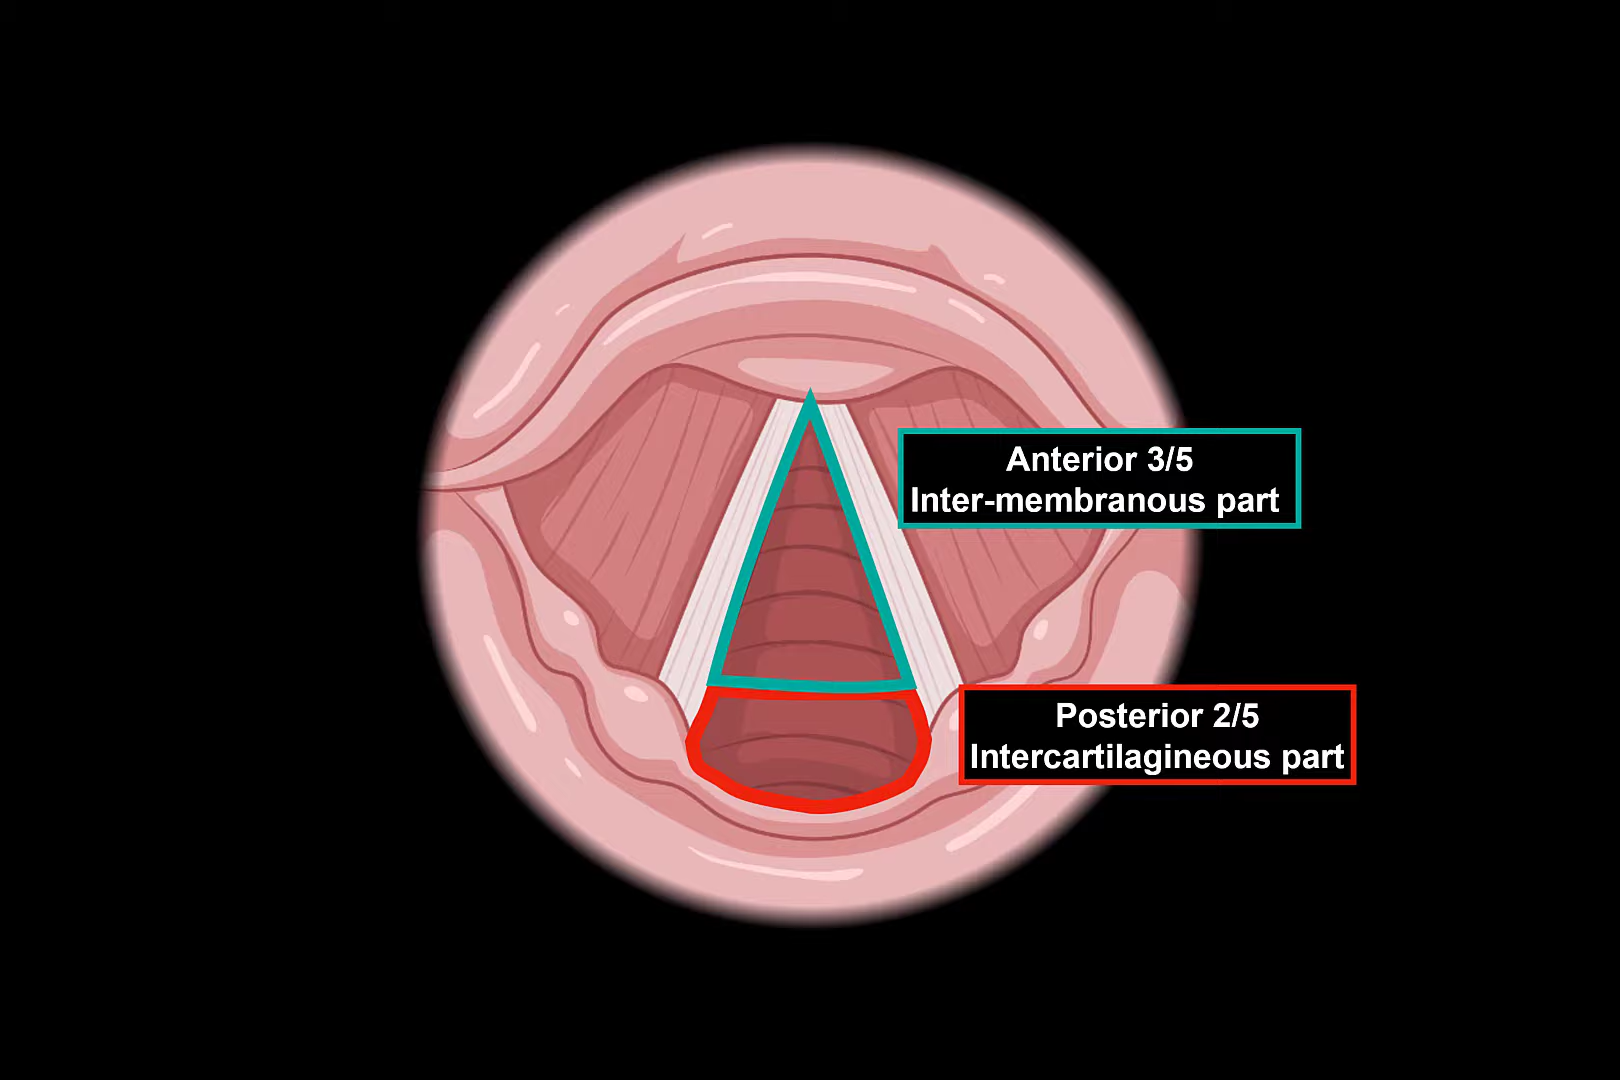 Anterior 3/5
Inter-membranous part
Posterior 2/5
Intercartilagineous part